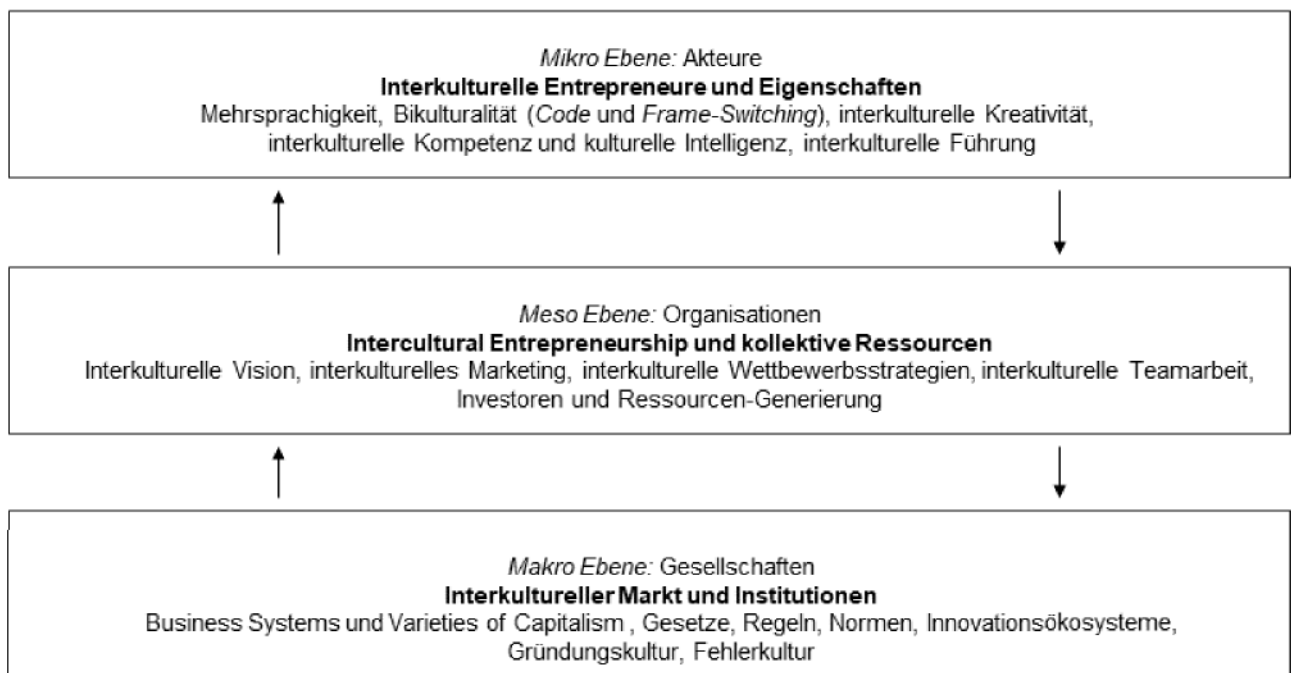 Mikro Ebene: Akteure
Interkulturelle Entrepreneure und Eigenschaften
Mehrsprachigkeit, Bikulturalität (Code und Frame-Switching), interkulturelle Kreativität,
interkulturelle Kompetenz und kulturelle Intelligenz, interkulturelle Führung
Meso Ebene: Organisationen
Intercultural Entrepreneurship und kollektive Ressourcen
Interkulturelle Vision, interkulturelles Marketing, interkulturelle Wettbewerbsstrategien, interkulturelle Teamarbeit,
Investoren und Ressourcen-Generierung
Makro Ebene: Gesellschaften
Interkultureller Markt und Institutionen
Business Systems und Varieties of Capitalism , Gesetze, Regeln, Normen, Innovationsökosysteme,
Gründungskultur, Fehlerkultur